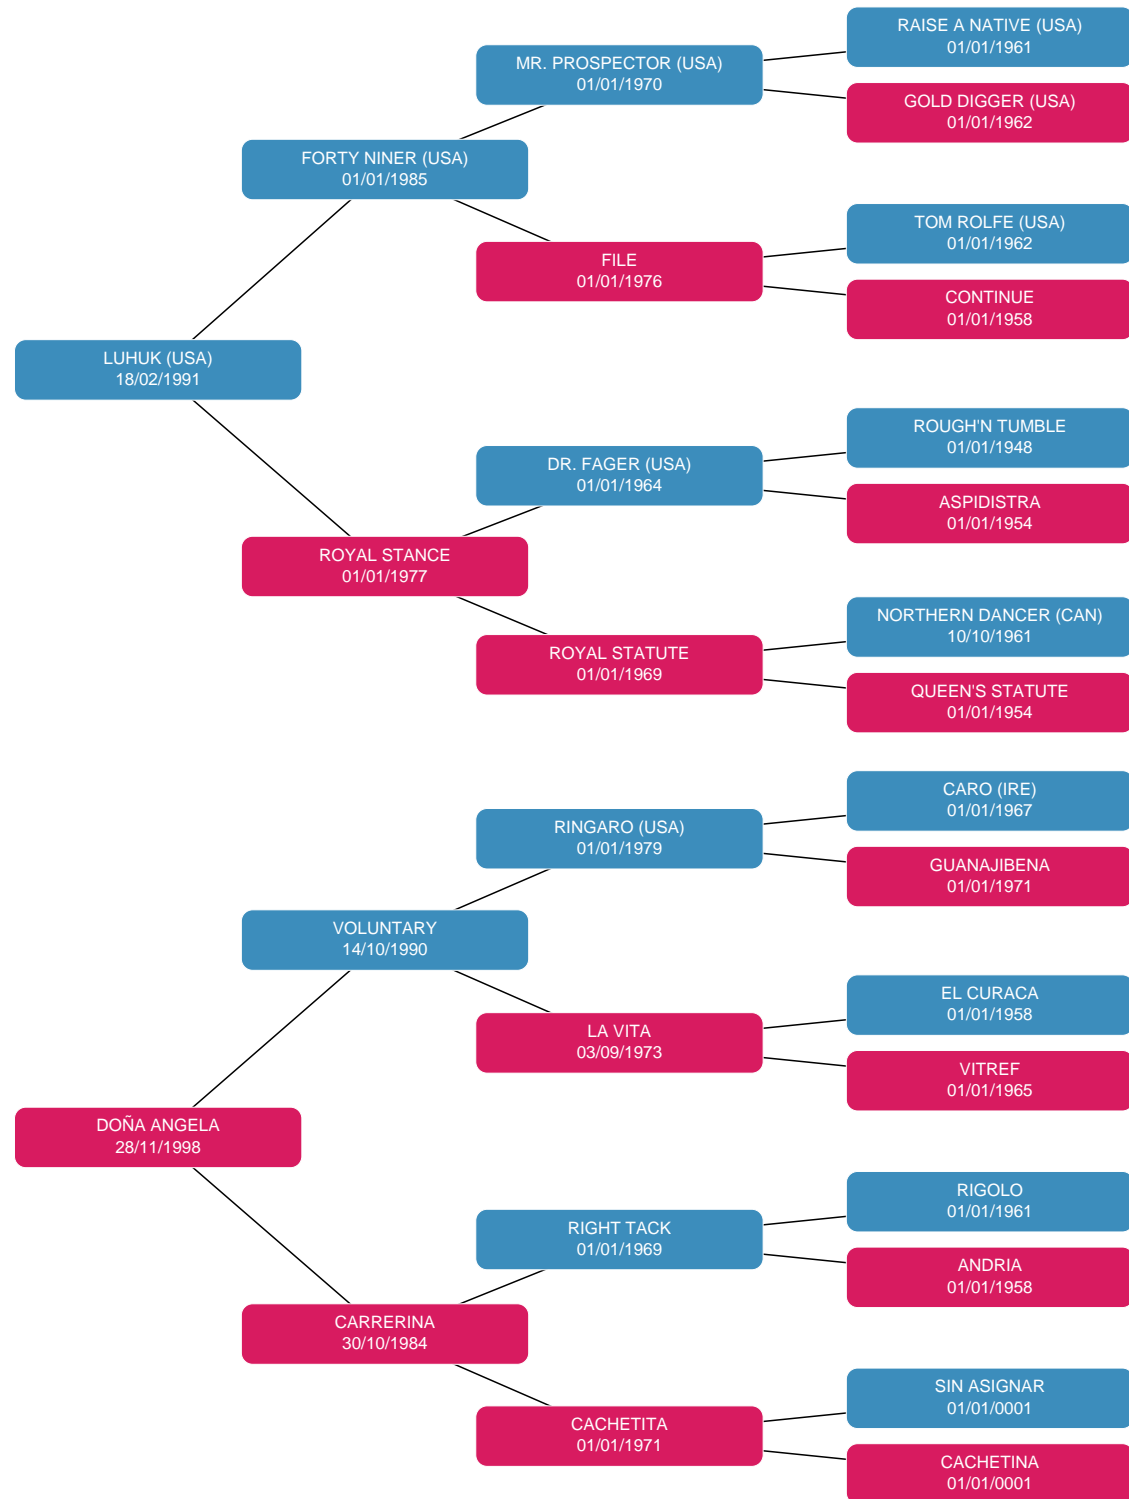 RAISE A NATIVE (USA)
01/01/1961
MR. PROSPECTOR (USA)
01/01/1970
GOLD DIGGER (USA)
01/01/1962
FORTY NINER (USA)
01/01/1985
TOM ROLFE (USA)
01/01/1962
FILE
01/01/1976
CONTINUE
01/01/1958
LUHUK (USA)
18/02/1991
ROUGH'N TUMBLE
01/01/1948
DR. FAGER (USA)
01/01/1964
ASPIDISTRA
01/01/1954
ROYAL STANCE
01/01/1977
NORTHERN DANCER (CAN)
10/10/1961
ROYAL STATUTE
01/01/1969
QUEEN'S STATUTE
01/01/1954
CARO (IRE)
01/01/1967
RINGARO (USA)
01/01/1979
GUANAJIBENA
01/01/1971
VOLUNTARY
14/10/1990
EL CURACA
01/01/1958
LA VITA
03/09/1973
VITREF
01/01/1965
DOÑA ANGELA
28/11/1998
RIGOLO
01/01/1961
RIGHT TACK
01/01/1969
ANDRIA
01/01/1958
CARRERINA
30/10/1984
SIN ASIGNAR
01/01/0001
CACHETITA
01/01/1971
CACHETINA
01/01/0001